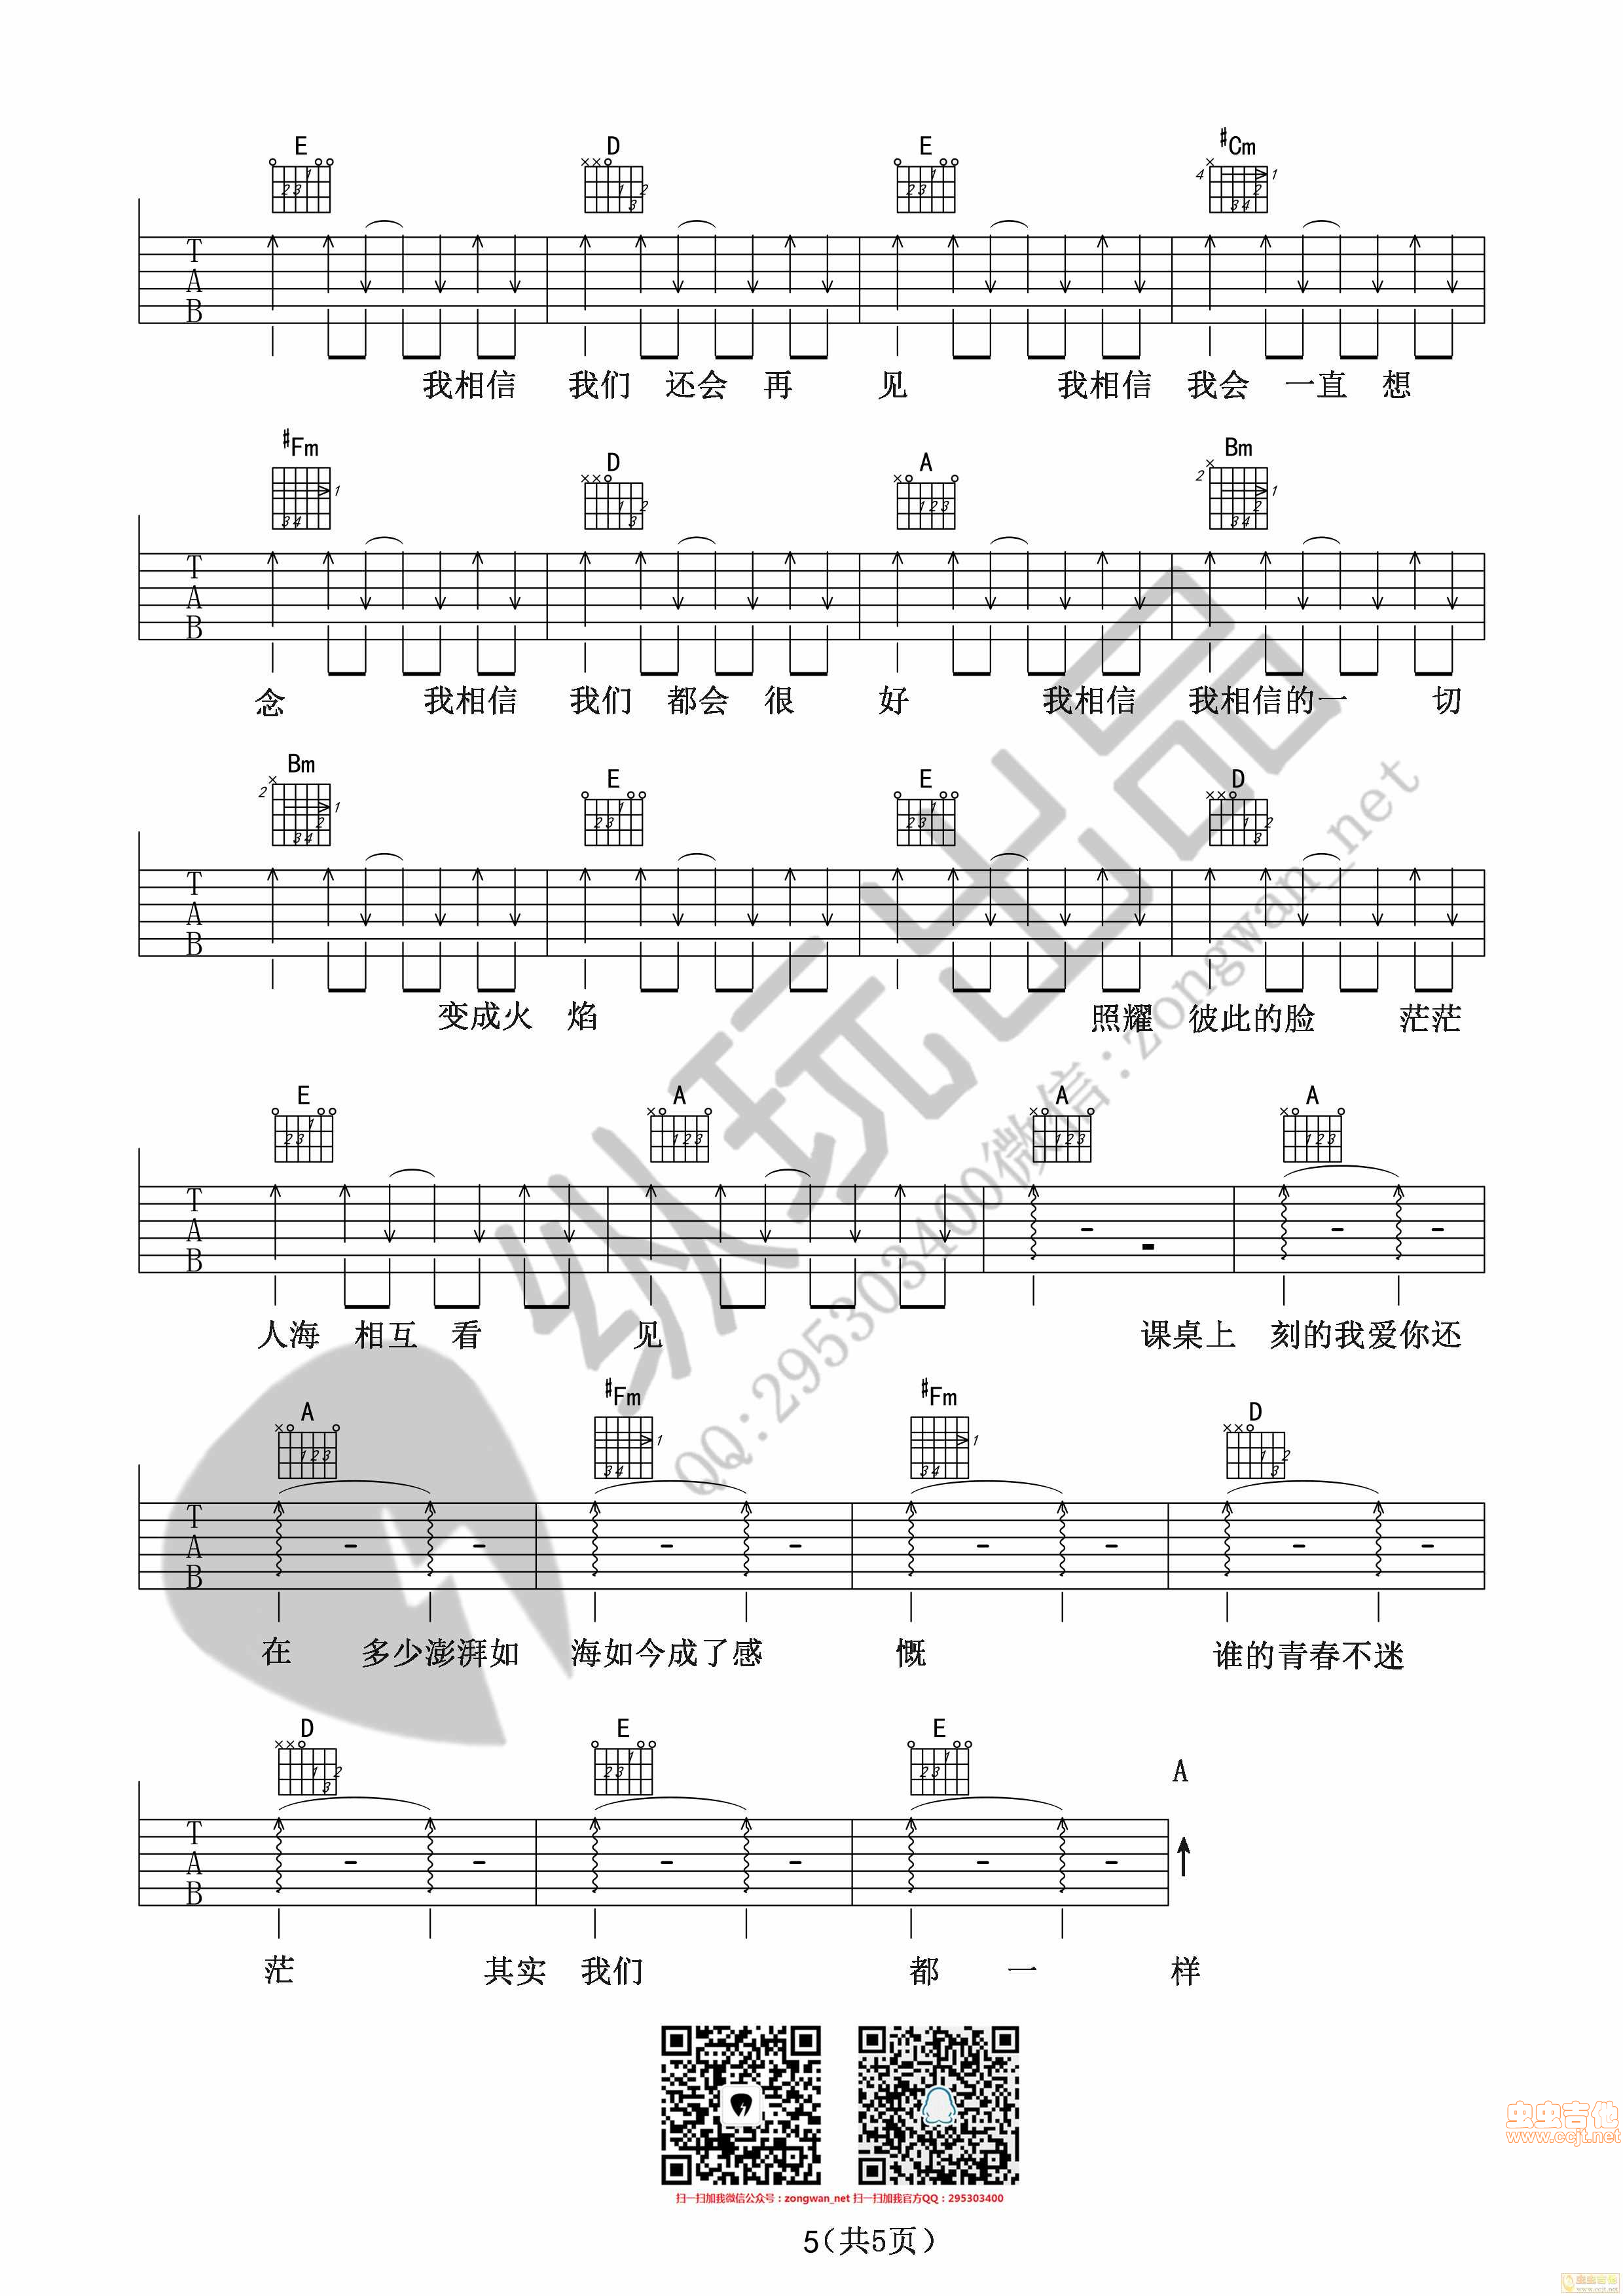 E D E #Cm
4 1
我相信 我们 还会 再 见 我相信 我会 一直 想
#Fm D A Bm
念 我相信 我们 都会 很 好 我相信 我相信的一 切
Bm E E D
变成火 焰 照耀 彼此的脸 茫茫
E A A A
人海 相互 看 见 课桌上 刻的我爱你还
A #Fm #Fm D
在 多少澎湃如 海如今成了感 慨 谁的青春不迷
D E E A
茫 其实 我们 都 一 样
纵玩出品
QQ:295303400微信:zongwan_net
扫一扫加我微信公众号：zongwan_net 扫一扫加我官方QQ：295303400
5(共5页)
虫虫吉他
www.ccjt.net